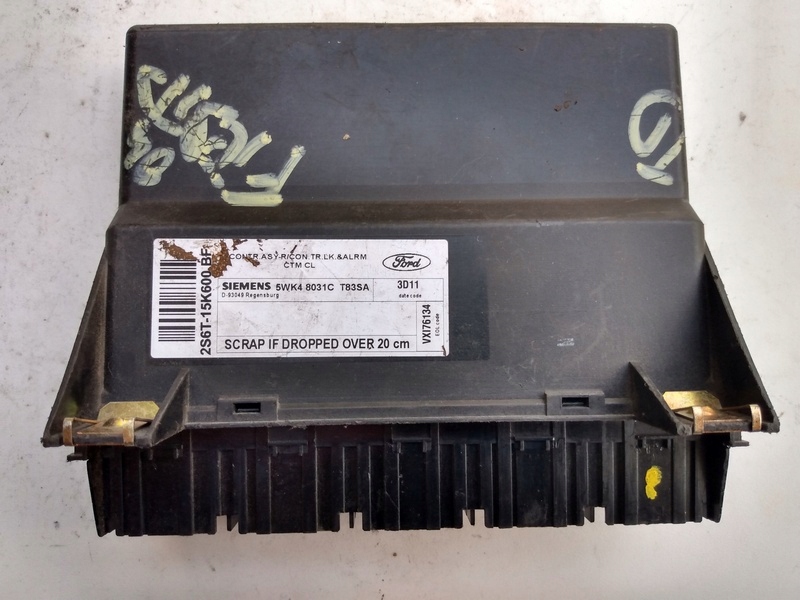 CONTR.ASY-R/CON.TR.LK.&ALRM
CTM CL
Ford
2S6T-15K600 BF
SIEMENS 5WK4 8031C T83SA
D-93049 Regensburg
3D11
date code
SCRAP IF DROPPED OVER 20 cm
VXI76134
EOL code